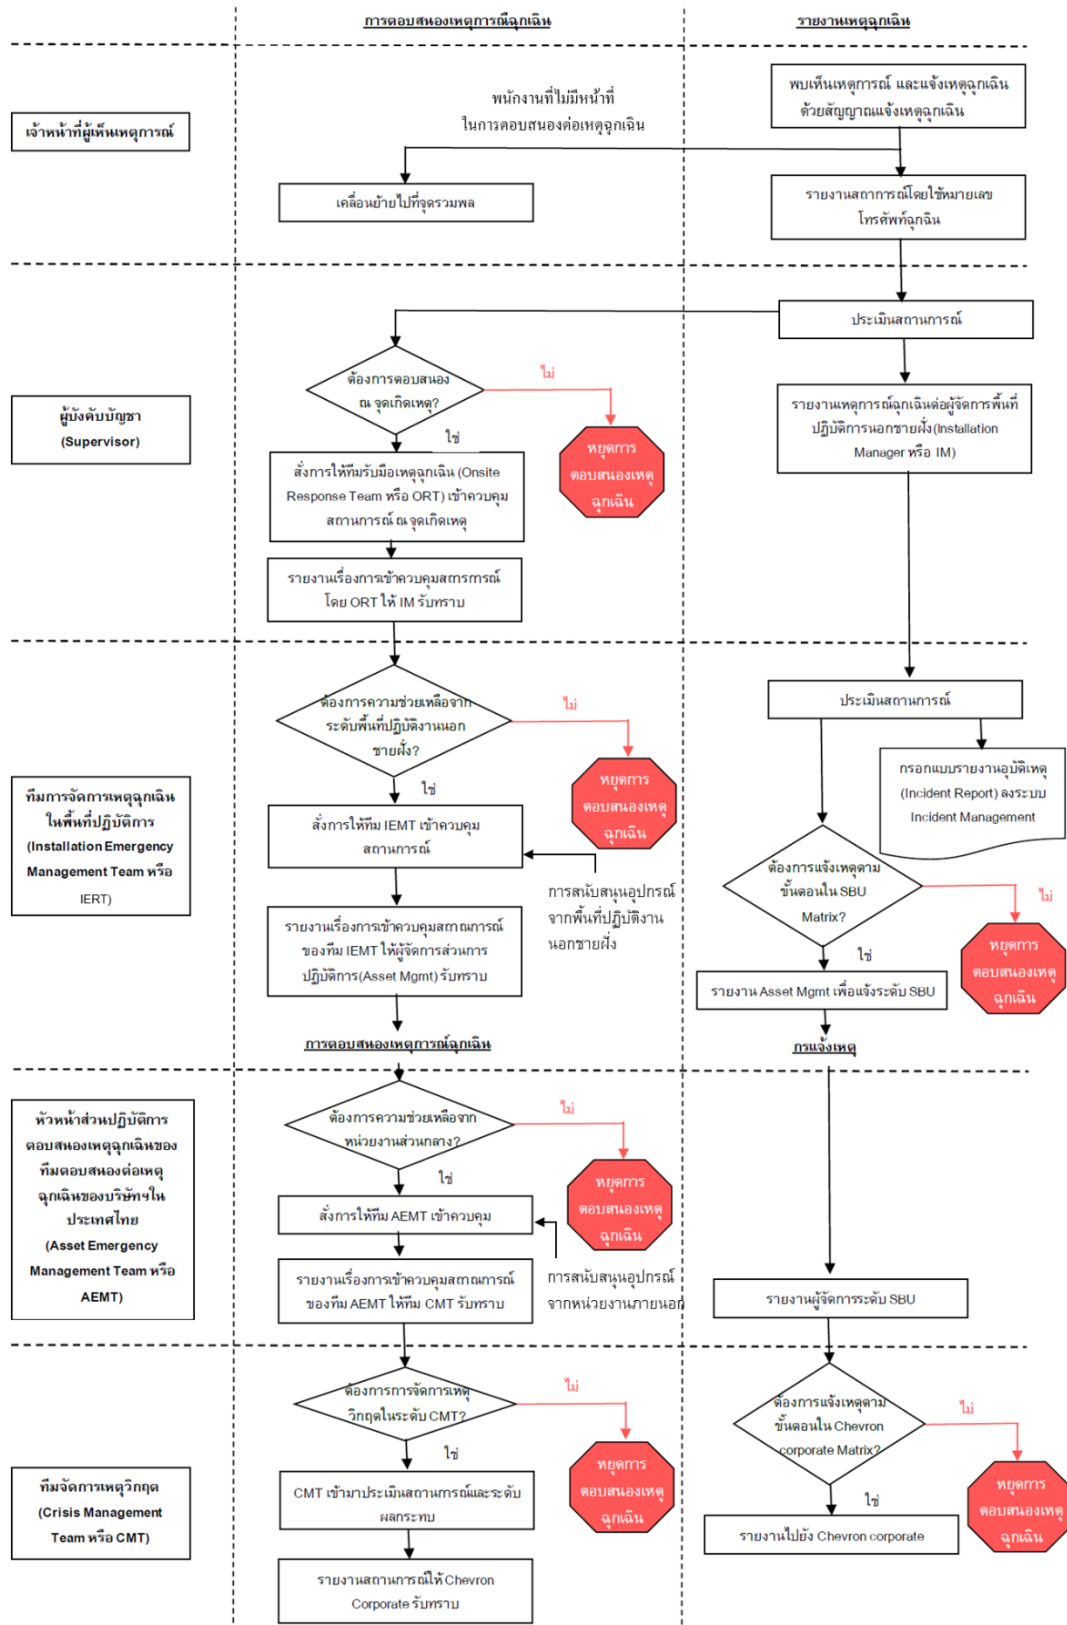 การตอบสนองเหตุการณ์ฉุกเฉิน
รายงานเหตุฉุกเฉิน
เจ้าหน้าที่ผู้เห็นเหตุการณ์
พนักงานที่ไม่มีหน้าที่
ในการตอบสนองต่อเหตุฉุกเฉิน
พบเห็นเหตุการณ์ และแจ้งเหตุฉุกเฉิน
ด้วยสัญญาณแจ้งเหตุฉุกเฉิน
เคลื่อนย้ายไปที่จุดรวมพล
รายงานสถาการณ์โดยใช้หมายเลข
โทรศัพท์ฉุกฉิน
ผู้บังคับบัญชา
(Supervisor)
ประเมินสถานการณ์
ต้องการตอบสนอง
ณ จุดเกิดเหตุ?
ไม่
ใช่
หยุดการ
ตอบสนองเหตุ
ฉุกเฉิน
รายงานเหตุการณ์ฉุกเฉินต่อผู้จัดการพื้นที่
ปฏิบัติการนอกชายฝั่ง(Installation
Manager หรือ IM)
สั่งการให้ทีมรับมือเหตุฉุกเฉิน (Onsite
Response Team หรือ ORT) เข้าควบคุม
สถานการณ์ ณ จุดเกิดเหตุ
รายงานเรื่องการเข้าควบคุมสถารการณ์
โดย ORT ให้ IM รับทราบ
ทีมการจัดการเหตุฉุกเฉิน
ในพื้นที่ปฏิบัติการ
(Installation Emergency
Management Team หรือ
IERT)
ต้องการความช่วยเหลือจาก
ระดับพื้นที่ปฏิบัติงานนอก
ชายฝั่ง?
ไม่
ใช่
หยุดการ
ตอบสนองเหตุ
ฉุกเฉิน
สั่งการให้ทีม IEMT เข้าควบคุม
สถานการณ์
การสนับสนุนอุปกรณ์
จากพื้นที่ปฏิบัติงาน
นอกชายฝั่ง
รายงานเรื่องการเข้าควบคุมสถาณการณ์
ของทีม IEMT ให้ผู้จัดการส่วนการ
ปฏิบัติการ(Asset Mgmt) รับทราบ
ประเมินสถานการณ์
กรอกแบบรายงานอุบัติเหตุ
(Incident Report) ลงระบบ
Incident Management
ต้องการแจ้งเหตุตาม
ขั้นตอนใน SBU
Matrix?
ไม่
ใช่
หยุดการ
ตอบสนองเหตุ
ฉุกเฉิน
รายงาน Asset Mgmt เพื่อแจ้งระดับ SBU
การตอบสนองเหตุการณ์ฉุกเฉิน
กรแจ้งเหตุ
หัวหน้าส่วนปฏิบัติการ
ตอบสนองเหตุฉุกเฉินของ
ทีมตอบสนองต่อเหตุ
ฉุกเฉินของบริษัทฯใน
ประเทศไทย
(Asset Emergency
Management Team หรือ
AEMT)
ต้องการความช่วยเหลือจาก
หน่วยงานส่วนกลาง?
ไม่
ใช่
หยุดการ
ตอบสนองเหตุ
ฉุกเฉิน
สั่งการให้ทีม AEMT เข้าควบคุม
การสนับสนุนอุปกรณ์
จากหน่วยงานภายนอก
รายงานเรื่องการเข้าควบคุมสถาณการณ์
ของทีม AEMT ให้ทีม CMT รับทราบ
รายงานผู้จัดการระดับ SBU
ทีมจัดการเหตุวิกฤต
(Crisis Management
Team หรือ CMT)
ต้องการการจัดการเหตุ
วิกฤตในระดับ CMT?
ไม่
ใช่
หยุดการ
ตอบสนองเหตุ
ฉุกเฉิน
CMT เข้ามาประเมินสถานการณ์และระดับ
ผลกระทบ
รายงานสถานการณ์ให้ Chevron
Corporate รับทราบ
ต้องการแจ้งเหตุตาม
ขั้นตอนใน Chevron
corporate Matrix?
ไม่
ใช่
หยุดการ
ตอบสนองเหตุ
ฉุกเฉิน
รายงานไปยัง Chevron corporate